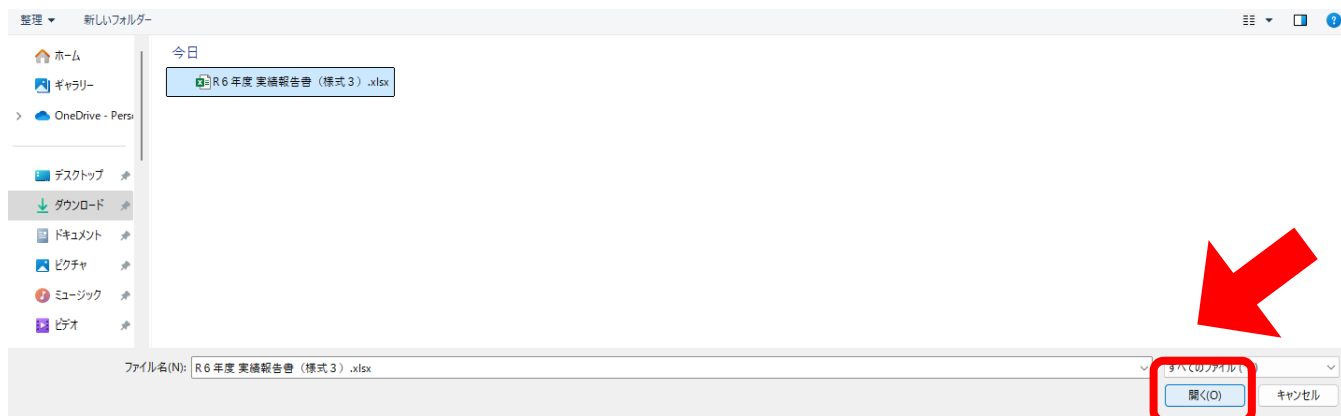 整理 新しいフォルダー
ホーム
ギャラリー
OneDrive - Pers
デスクトップ
ダウンロード
ドキュメント
ピクチャ
ミュージック
ビデオ
今日
R6年度 実績報告書（様式3）.xlsx
ファイル名(N): R6年度 実績報告書（様式3）.xlsx
すべてのファイル (
開く(O) キャンセル